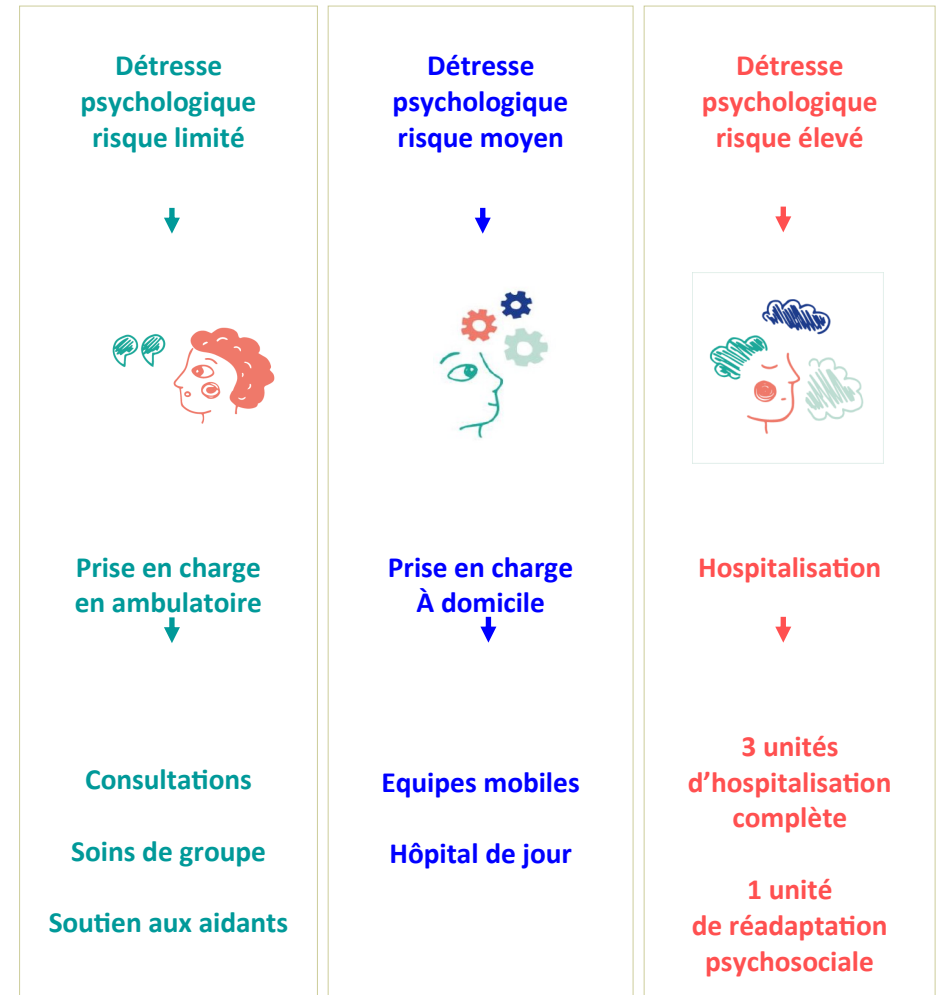 Détresse
psychologique
risque limité
Prise en charge
en ambulatoire
Consultations
Soins de groupe
Soutien aux aidants
Détresse
psychologique
risque moyen
Prise en charge
À domicile
Equipes mobiles
Hôpital de jour
Détresse
psychologique
risque élevé
Hospitalisation
3 unités
d’hospitalisation
complète
1 unité
de réadaptation
psychosociale